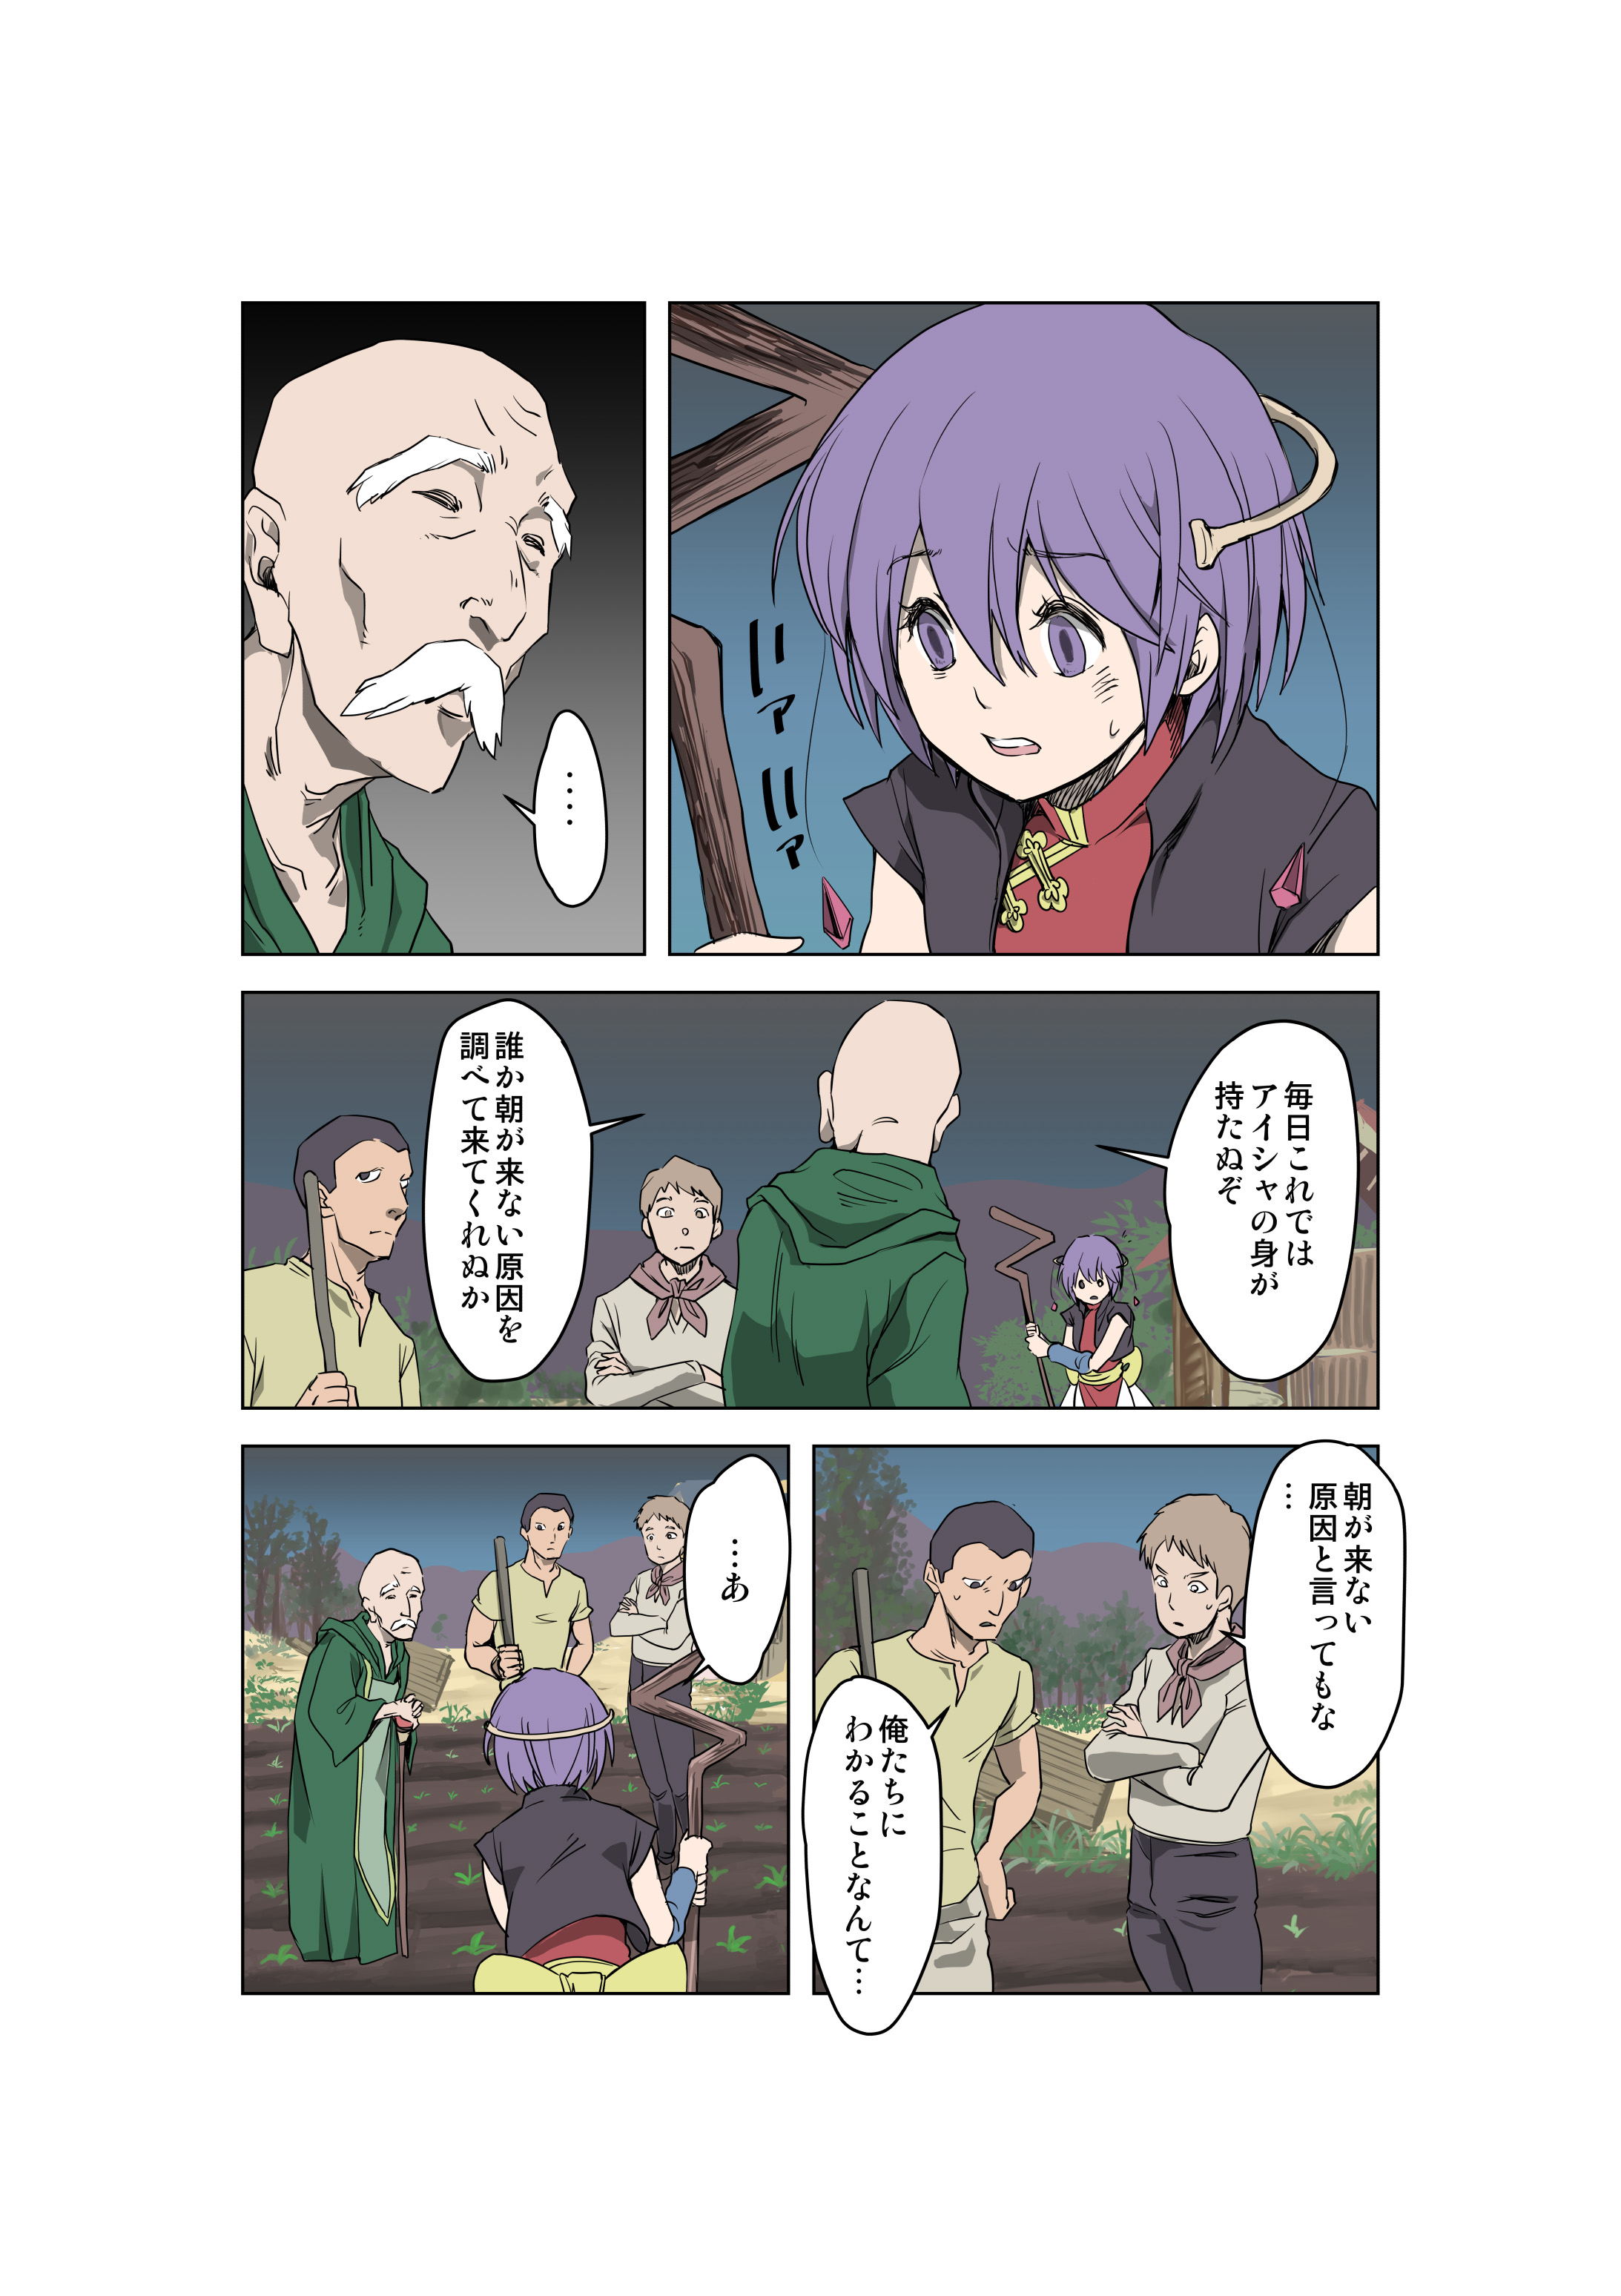 ハァ
ハァ
‥‥
毎日これでは
アイシャの身が
持たぬぞ
誰か朝が来ない原因を
調べて来てくれぬか
朝が来ない
原因と言ってもな
…
俺たちに
わかることなんて…
…あ